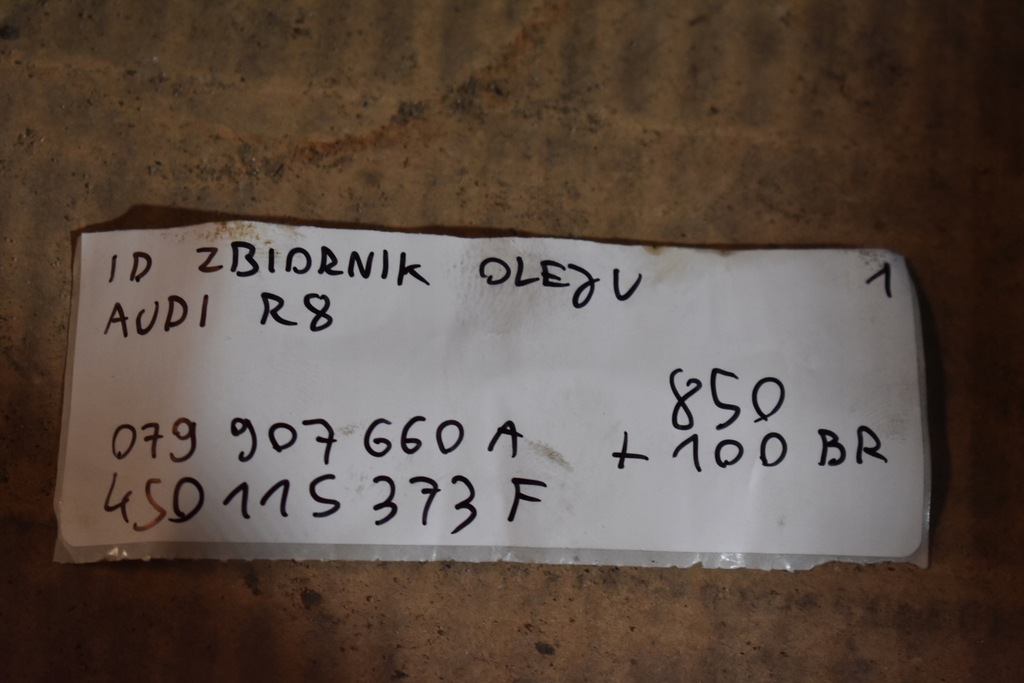 ID ZBIORNIK OLEJU 1
AUDI R8
850
079 907 660 A + 100 BR
450 115 373 F